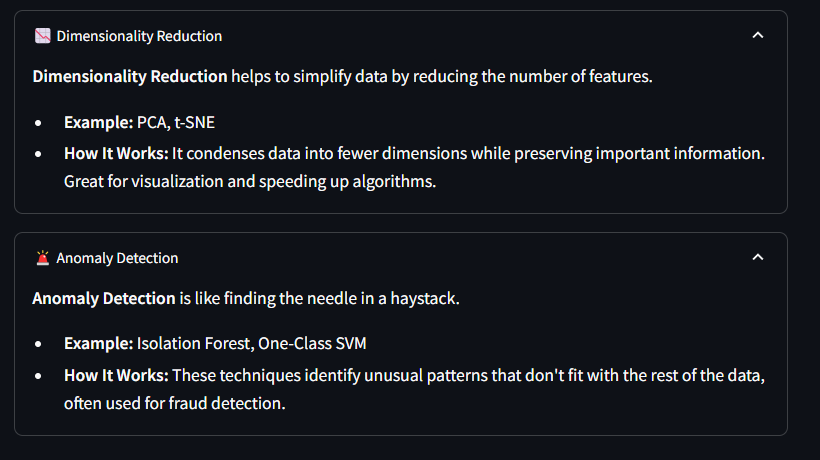 📉 Dimensionality Reduction
Dimensionality Reduction helps to simplify data by reducing the number of features.
• Example: PCA, t-SNE
• How It Works: It condenses data into fewer dimensions while preserving important information.
Great for visualization and speeding up algorithms.
🚨 Anomaly Detection
Anomaly Detection is like finding the needle in a haystack.
• Example: Isolation Forest, One-Class SVM
• How It Works: These techniques identify unusual patterns that don't fit with the rest of the data,
often used for fraud detection.